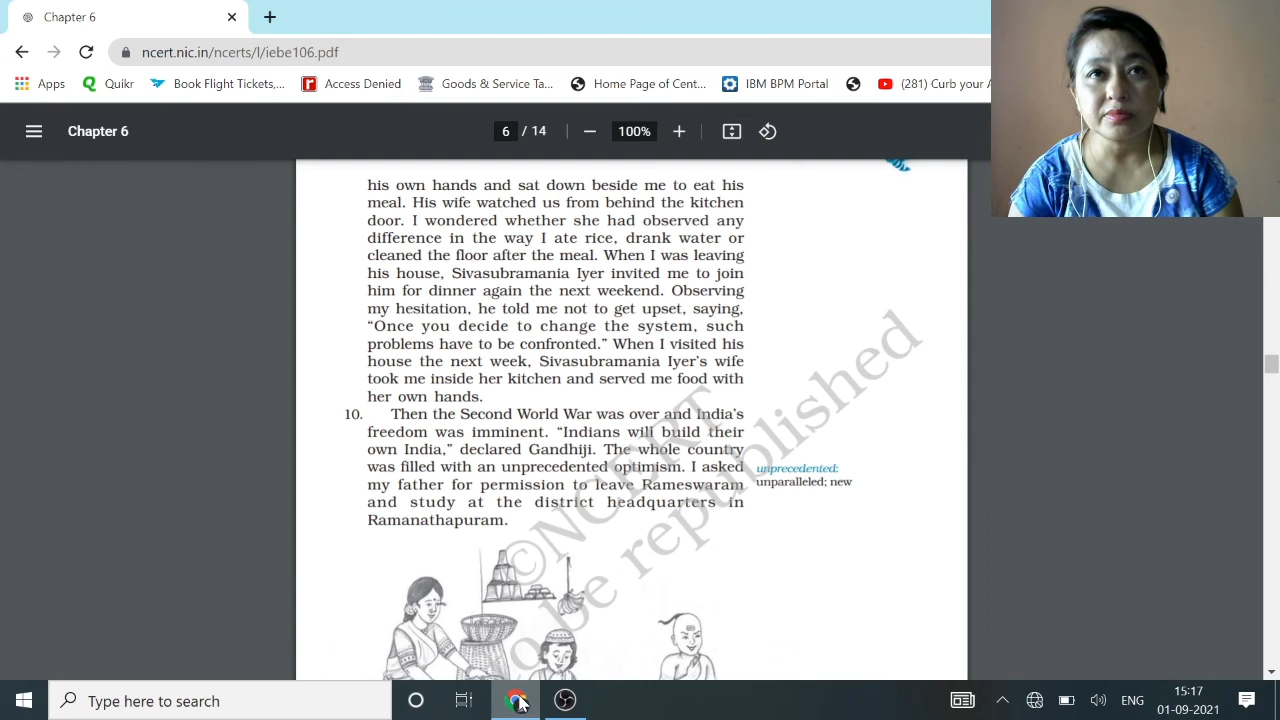 Chapter 6
ncert.nic.in/ncerts/l/iebe106.pdf
Apps
Quikr
Book Flight Tickets,...
Access Denied
Goods & Service Ta...
Home Page of Cent...
IBM BPM Portal
(281) Curb your A
Chapter 6
6 / 14
100%
his own hands and sat down beside me to eat his
meal. His wife watched us from behind the kitchen
door. I wondered whether she had observed any
difference in the way I ate rice, drank water or
cleaned the floor after the meal. When I was leaving
his house, Sivasubramania Iyer invited me to join
him for dinner again the next weekend. Observing
my hesitation, he told me not to get upset, saying,
“Once you decide to change the system, such
problems have to be confronted.” When I visited his
house the next week, Sivasubramania Iyer’s wife
took me inside her kitchen and served me food with
her own hands.
10. Then the Second World War was over and India’s
freedom was imminent. “Indians will build their
own India,” declared Gandhiji. The whole country
was filled with an unprecedented optimism. I asked
my father for permission to leave Rameswaram
and study at the district headquarters in
Ramanathapuram.
unprecedented:
unparalleled; new
©NCERT
o be republished
Type here to search
ENG
15:17
01-09-2021